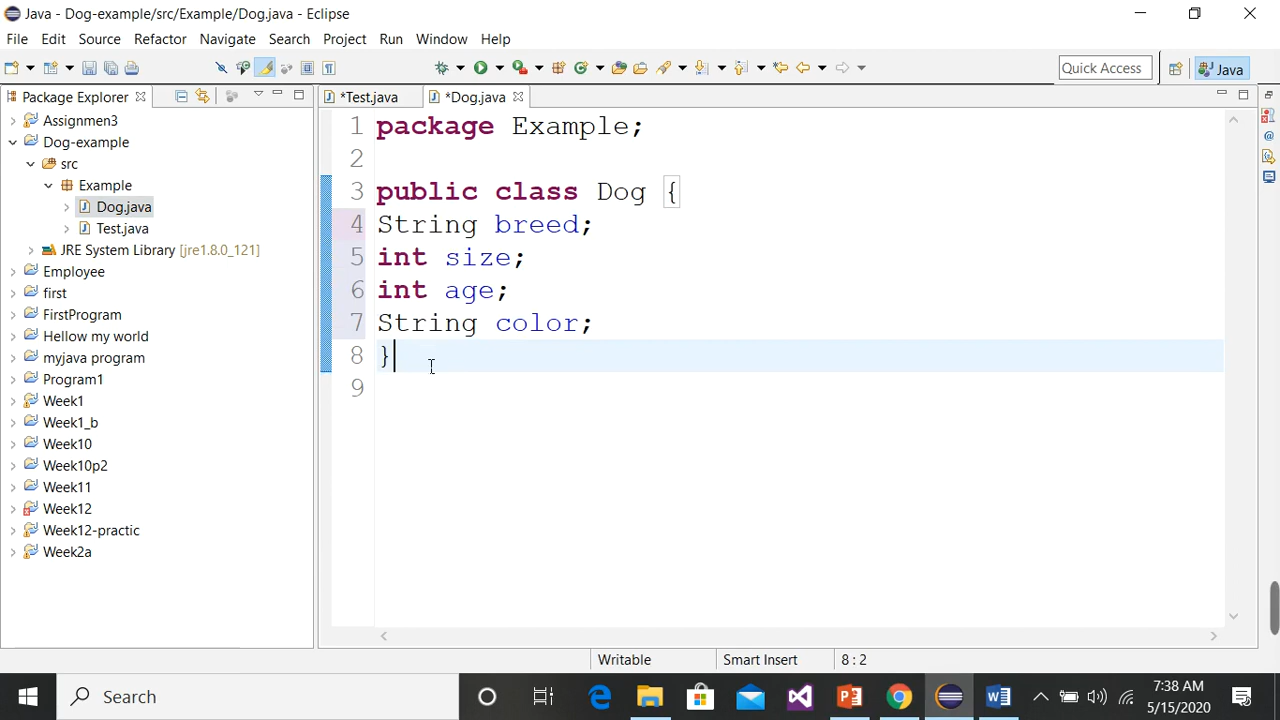 Java - Dog-example/src/Example/Dog.java - Eclipse
File Edit Source Refactor Navigate Search Project Run Window Help
Quick Access Java
Package Explorer
*Test.java *Dog.java
Assignmen3
Dog-example
src
Example
Dog.java
Test.java
JRE System Library [jre1.8.0_121]
Employee
first
FirstProgram
Hellow my world
myjava program
Program1
Week1
Week1_b
Week10
Week10p2
Week11
Week12
Week12-practic
Week2a
1 package Example;
2
3 public class Dog {
4 String breed;
5 int size;
6 int age;
7 String color;
8 }
9
Writable Smart Insert 8 : 2
Search
7:38 AM
5/15/2020